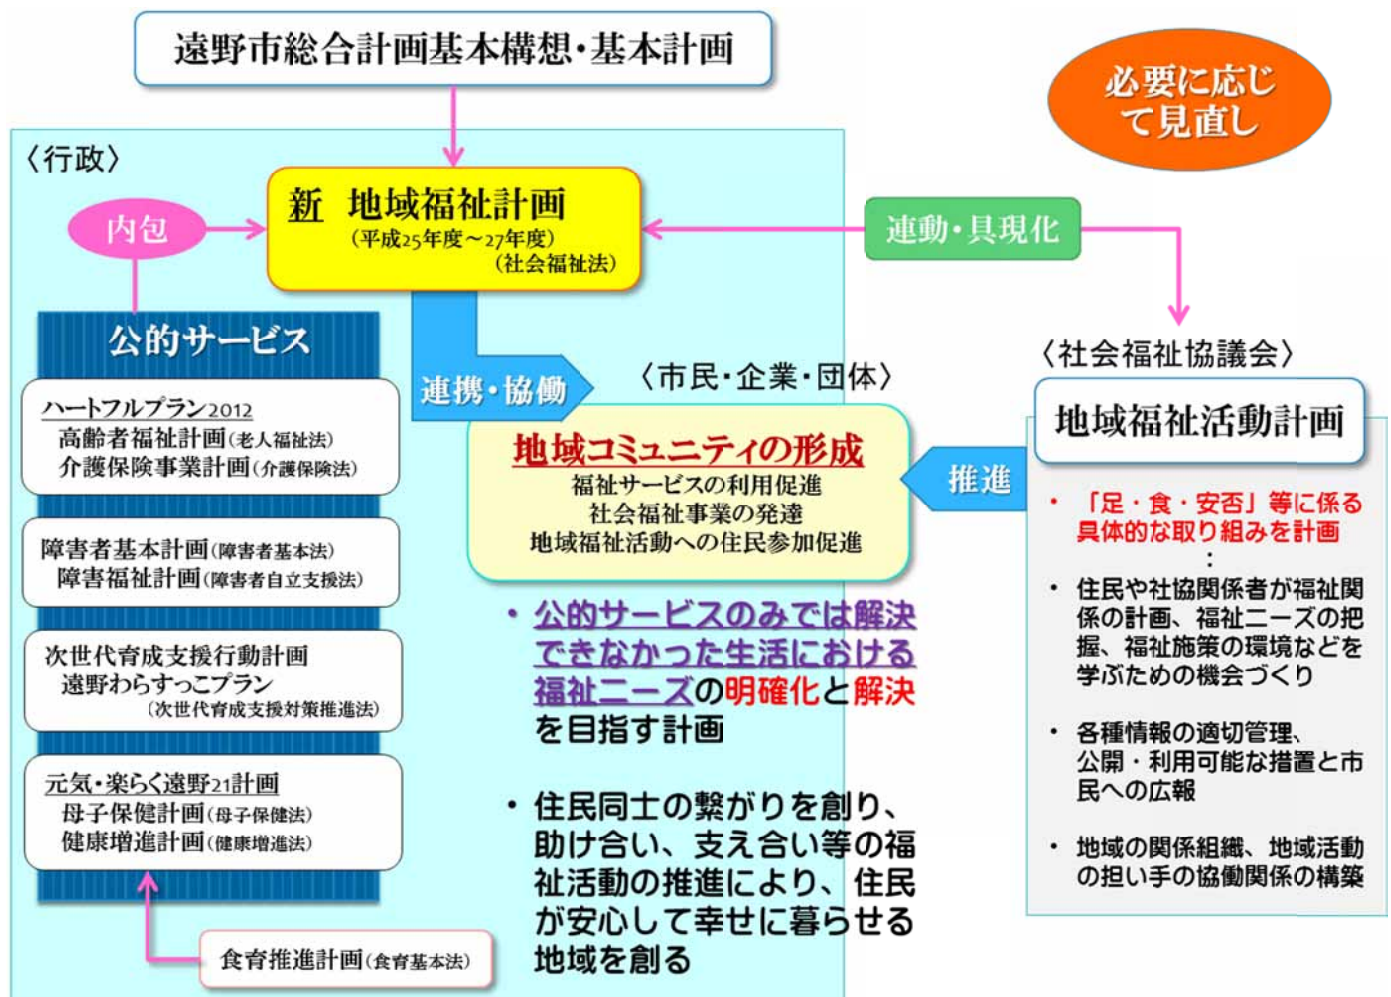 遠野市総合計画基本構想・基本計画
必要に応じ
て見直し
〈行政〉
新 地域福祉計画
(平成25年度～27年度)
(社会福祉法)
内包
連動・具現化
公的サービス
ハートフルプラン2012
高齢者福祉計画(老人福祉法)
介護保険事業計画(介護保険法)
障害者基本計画(障害者基本法)
障害福祉計画(障害者自立支援法)
次世代育成支援行動計画
遠野わらすっこプラン
(次世代育成支援対策推進法)
元気・楽らく遠野21計画
母子保健計画(母子保健法)
健康増進計画(健康増進法)
食育推進計画(食育基本法)
連携・協働
〈市民・企業・団体〉
地域コミュニティの形成
福祉サービスの利用促進
社会福祉事業の発達
地域福祉活動への住民参加促進
・公的サービスのみでは解決
できなかった生活における
福祉ニーズの明確化と解決
を目指す計画
・住民同士の繋がりを創り、
助け合い、支え合い等の福
祉活動の推進により、住民
が安心して幸せに暮らせる
地域を創る
推進
〈社会福祉協議会〉
地域福祉活動計画
・「足・食・安否」等に係る
具体的な取り組みを計画
：
・住民や社協関係者が福祉関
係の計画、福祉ニーズの把
握、福祉施策の環境などを
学ぶための機会づくり
・各種情報の適切管理、
公開・利用可能な措置と市
民への広報
・地域の関係組織、地域活動
の担い手の協働関係の構築